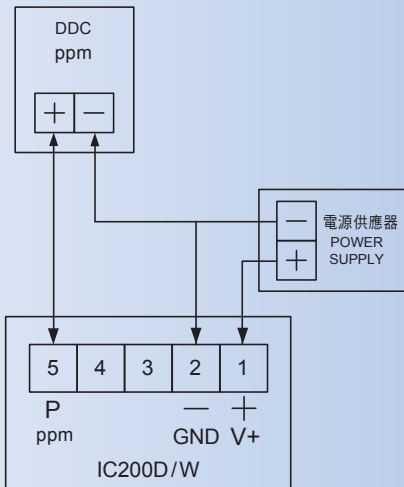 DDC
ppm
+ −
− 電源供應器
POWER
+ SUPPLY
5 4 3 2 1
P − +
ppm GND V+
IC200D/W